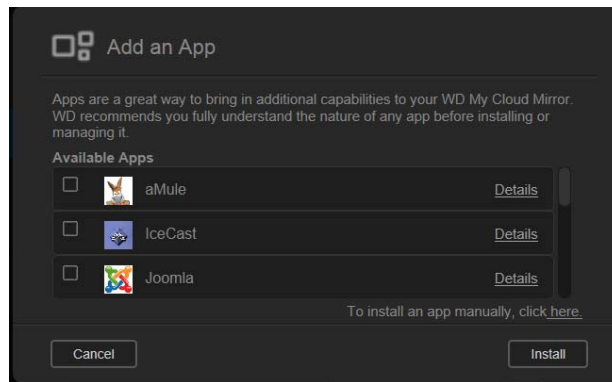 Add an App
Apps are a great way to bring in additional capabilities to your WD My Cloud Mirror.
WD recommends you fully understand the nature of any app before installing or
managing it.
Available Apps
aMule Details
IceCast Details
Joomla Details
To install an app manually, click here.
Cancel Install